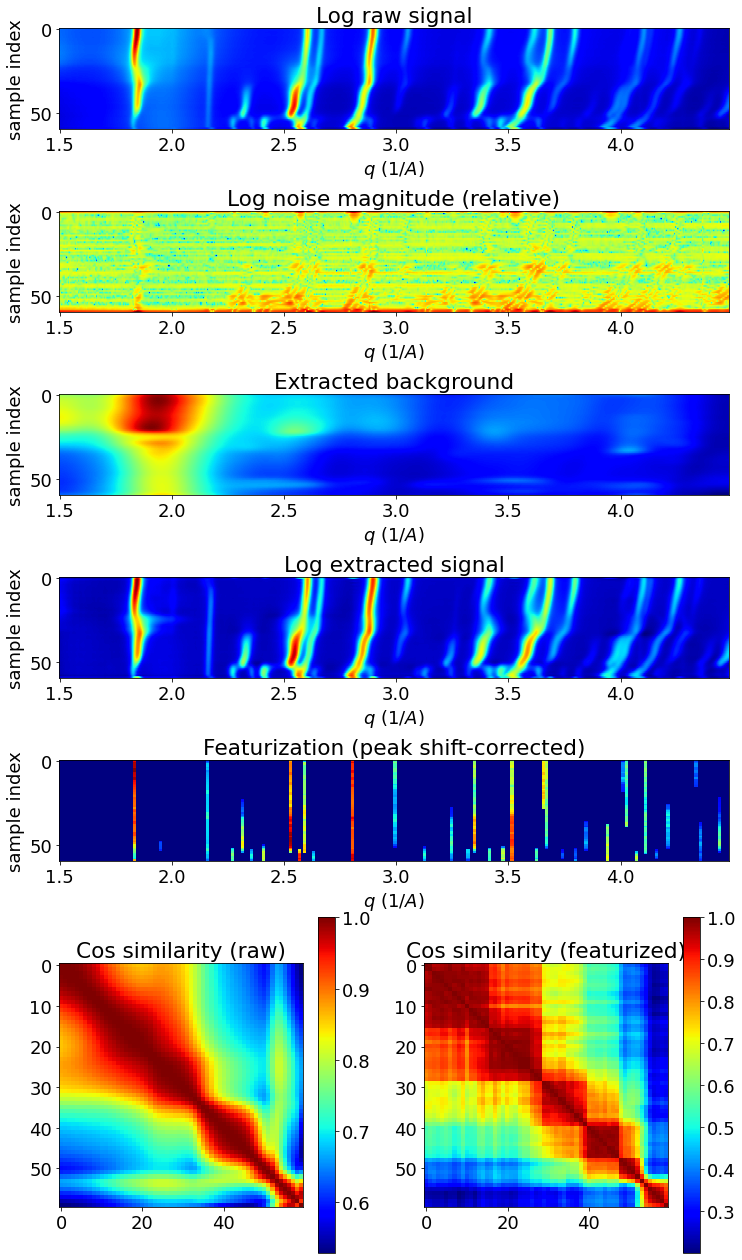 Log raw signal
sample index
0
50
1.5 2.0 2.5 3.0 3.5 4.0
q (1/A)
Log noise magnitude (relative)
sample index
0
50
1.5 2.0 2.5 3.0 3.5 4.0
q (1/A)
Extracted background
sample index
0
50
1.5 2.0 2.5 3.0 3.5 4.0
q (1/A)
Log extracted signal
sample index
0
50
1.5 2.0 2.5 3.0 3.5 4.0
q (1/A)
Featurization (peak shift-corrected)
sample index
0
50
1.5 2.0 2.5 3.0 3.5 4.0
q (1/A)
Cos similarity (raw)
0
10
20
30
40
50
0 20 40
1.0
0.9
0.8
0.7
0.6
Cos similarity (featurized)
0
10
20
30
40
50
0 20 40
1.0
0.9
0.8
0.7
0.6
0.5
0.4
0.3